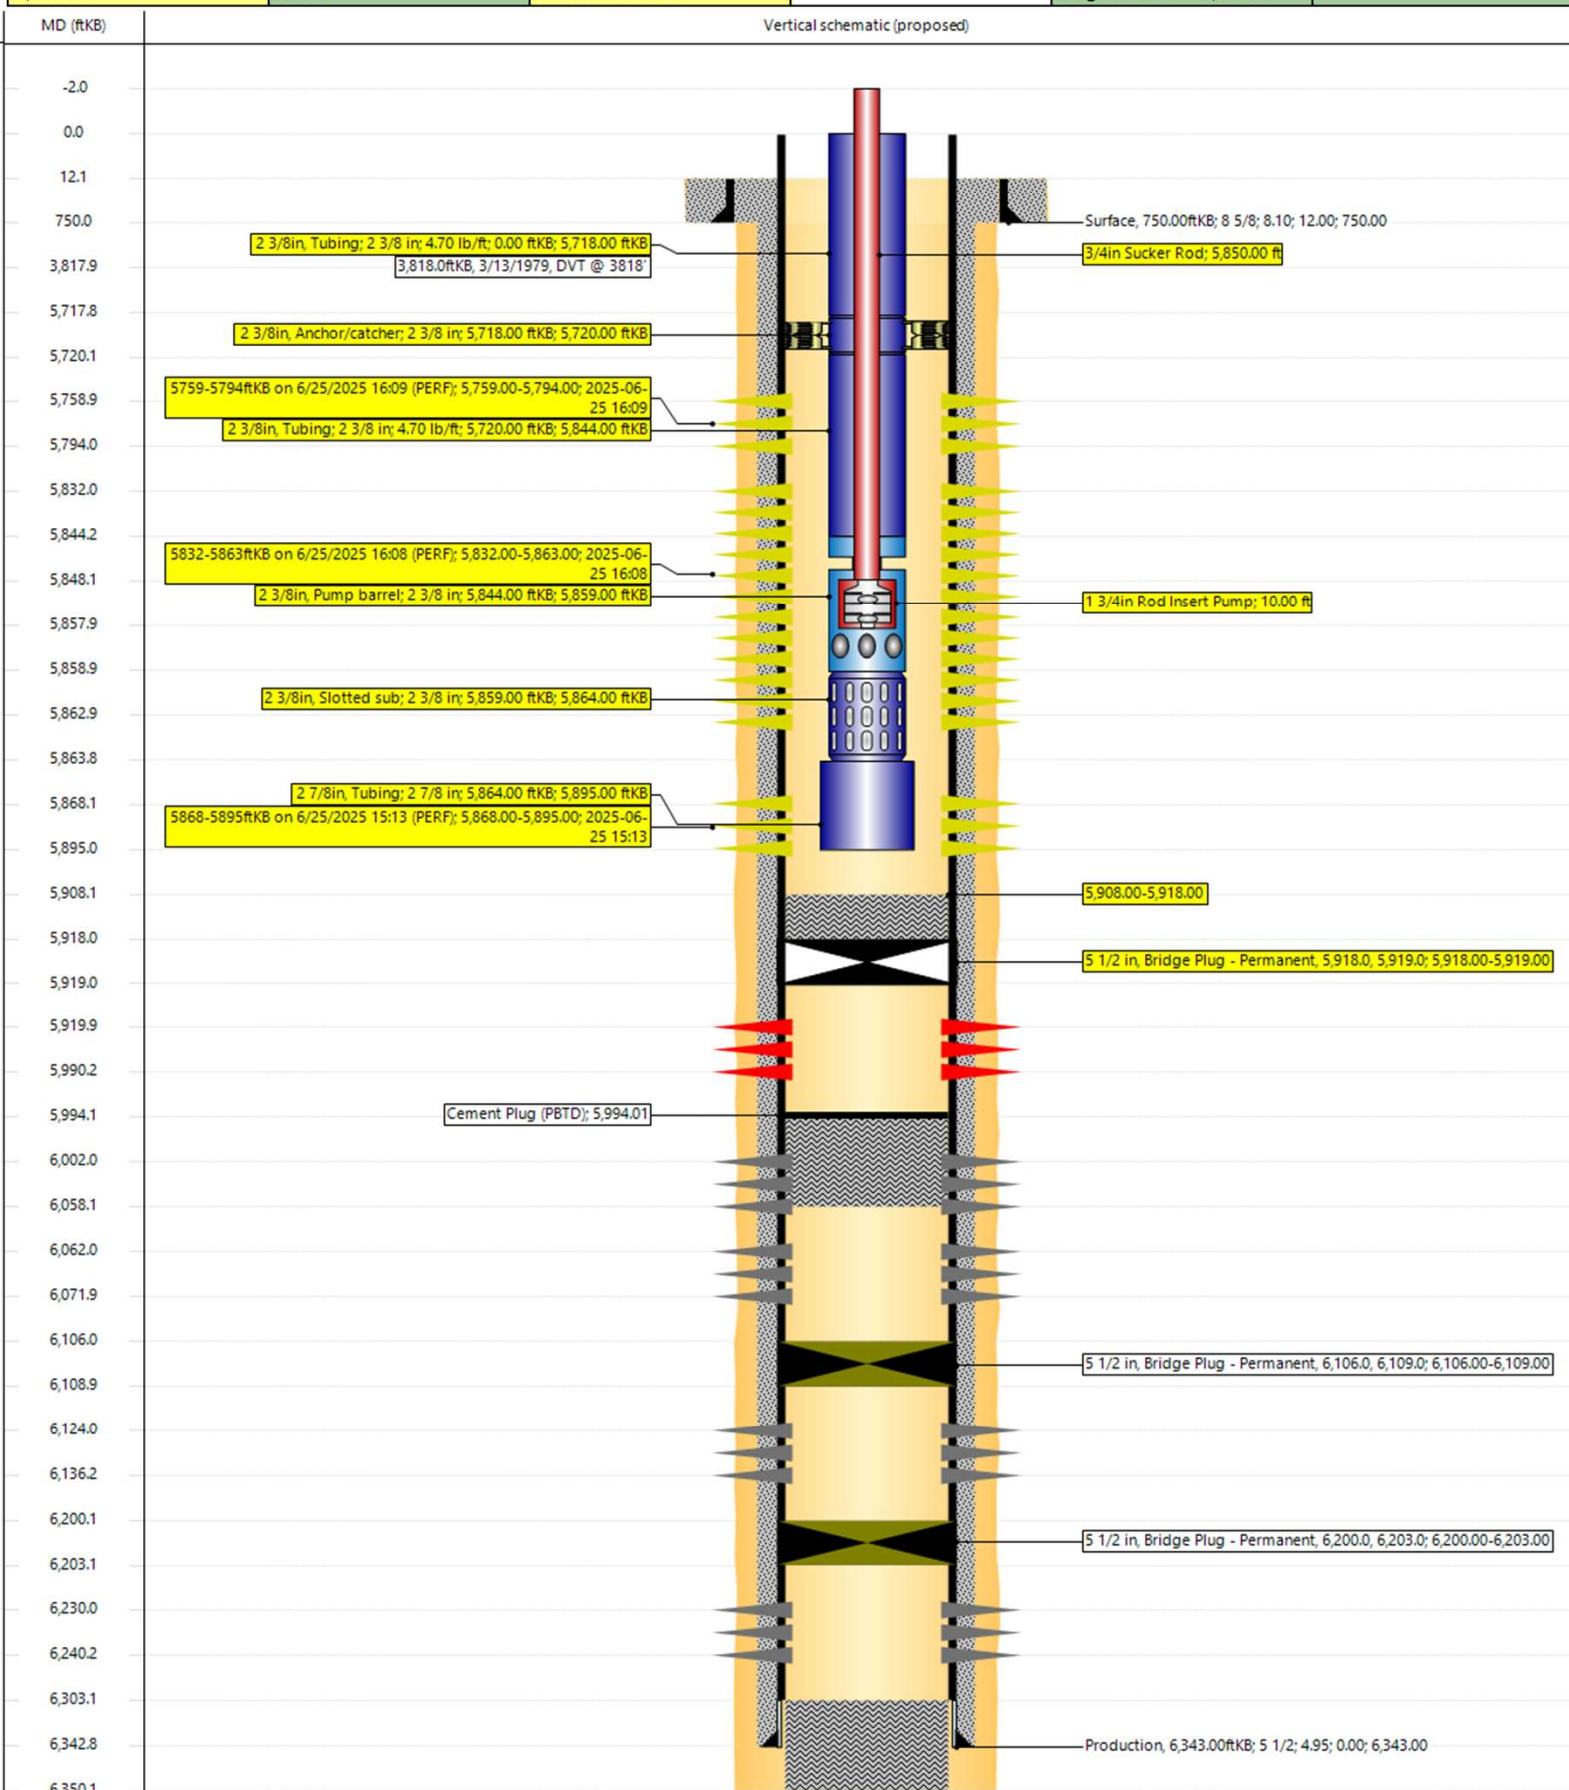 MD (ftKB)
Vertical schematic (proposed)
-2.0
0.0
12.1
750.0
Surface, 750.00ftKB; 8 5/8; 8.10; 12.00; 750.00
2 3/8in, Tubing; 2 3/8 in; 4.70 lb/ft; 0.00 ftKB; 5,718.00 ftKB
3/4in Sucker Rod; 5,850.00 ft
3,817.9
3,818.0ftKB, 3/13/1979, DVT @ 3818'
5,717.8
2 3/8in, Anchor/catcher; 2 3/8 in; 5,718.00 ftKB; 5,720.00 ftKB
5,720.1
5759-5794ftKB on 6/25/2025 16:09 (PERF); 5,759.00-5,794.00; 2025-06-
25 16:09
5,758.9
2 3/8in, Tubing; 2 3/8 in; 4.70 lb/ft; 5,720.00 ftKB; 5,844.00 ftKB
5,794.0
5,832.0
5,844.2
5832-5863ftKB on 6/25/2025 16:08 (PERF); 5,832.00-5,863.00; 2025-06-
25 16:08
5,848.1
2 3/8in, Pump barrel; 2 3/8 in; 5,844.00 ftKB; 5,859.00 ftKB
1 3/4in Rod Insert Pump; 10.00 ft
5,857.9
5,858.9
2 3/8in, Slotted sub; 2 3/8 in; 5,859.00 ftKB; 5,864.00 ftKB
5,862.9
5,863.8
2 7/8in, Tubing; 2 7/8 in; 5,864.00 ftKB; 5,895.00 ftKB
5,868.1
5868-5895ftKB on 6/25/2025 15:13 (PERF); 5,868.00-5,895.00; 2025-06-
25 15:13
5,895.0
5,908.1
5,908.00-5,918.00
5,918.0
5 1/2 in, Bridge Plug - Permanent, 5,918.0, 5,919.0; 5,918.00-5,919.00
5,919.0
5,919.9
5,990.2
5,994.1
Cement Plug (PBTD); 5,994.01
6,002.0
6,058.1
6,062.0
6,071.9
6,106.0
5 1/2 in, Bridge Plug - Permanent, 6,106.0, 6,109.0; 6,106.00-6,109.00
6,108.9
6,124.0
6,136.2
6,200.1
5 1/2 in, Bridge Plug - Permanent, 6,200.0, 6,203.0; 6,200.00-6,203.00
6,203.1
6,230.0
6,240.2
6,303.1
6,342.8
Production, 6,343.00ftKB; 5 1/2; 4.95; 0.00; 6,343.00
6,350.1